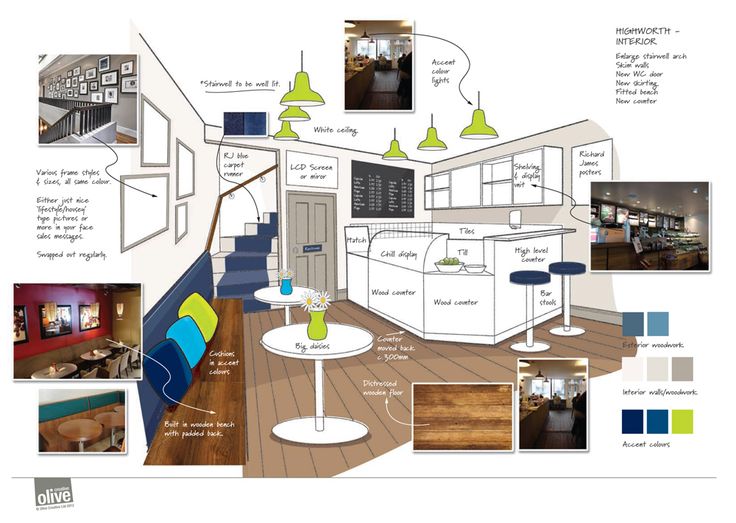 HIGHWORTH –
INTERIOR
Enlarge stairwell arch
Skim walls
New WC door
New skirting
Fitted bench
New counter
*Stairwell to be well lit.
Accent
colour
lights
White ceiling
Various frame styles
& sizes, all same colour.
Either just nice
'lifestyle/housey'
type pictures or
more in your face
sales messages.
Swapped out regularly.
RJ blue
carpet
runner
LCD Screen
or miror
Shelving
& display
unit
Richard
James
posters
Hatch
Chill display
Tiles
Till
High level
counter
Wood counter
Wood counter
Bar
stools
Cushions
in accent
colours
Big daisies
Counter
moved back
c.300mm
Distressed
wooden floor
Built in wooden bench
with padded back.
Exterior woodwork
Interior walls/woodwork
Accent colours
olive
creative
© Olive Creative Ltd 2012